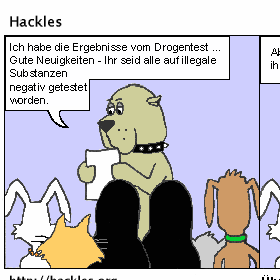 Hackles
Ich habe die Ergebnisse vom Drogentest ...
Gute Neuigkeiten - Ihr seid alle auf illegale
Substanzen
negativ getestet
worden.
http://hackles.org